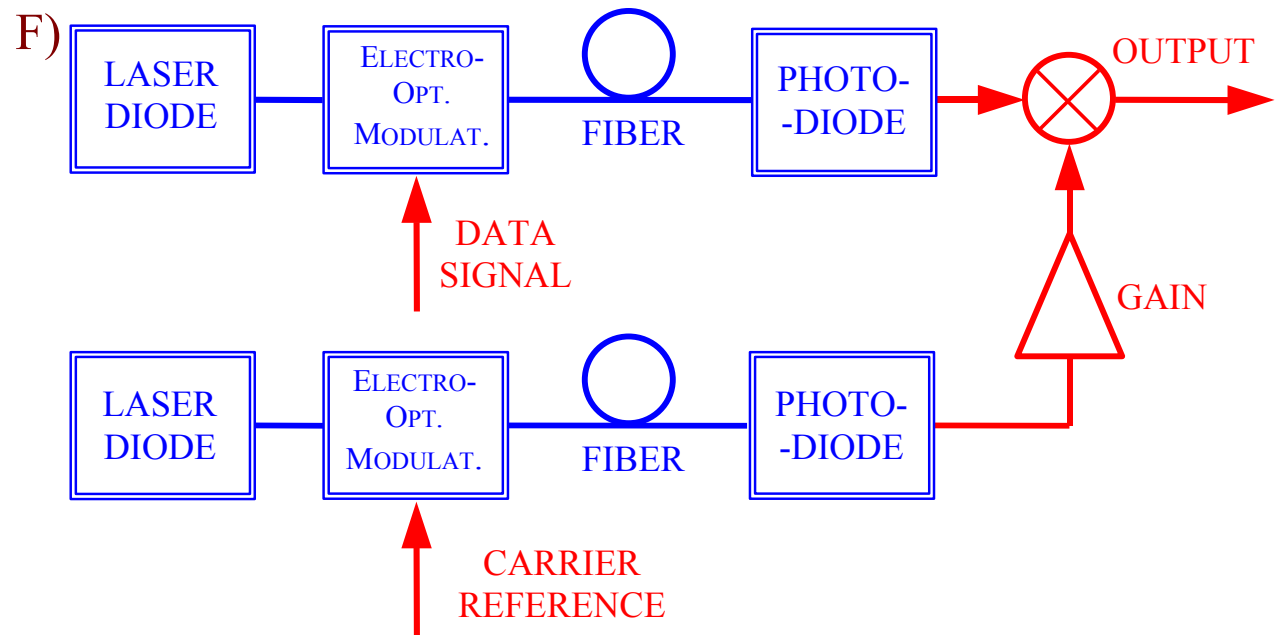 F)
LASER
DIODE
ELECTRO-
OPT.
MODULAT.
FIBER
PHOTO-
-DIODE
OUTPUT
DATA
SIGNAL
GAIN
LASER
DIODE
ELECTRO-
OPT.
MODULAT.
FIBER
PHOTO-
-DIODE
CARRIER
REFERENCE